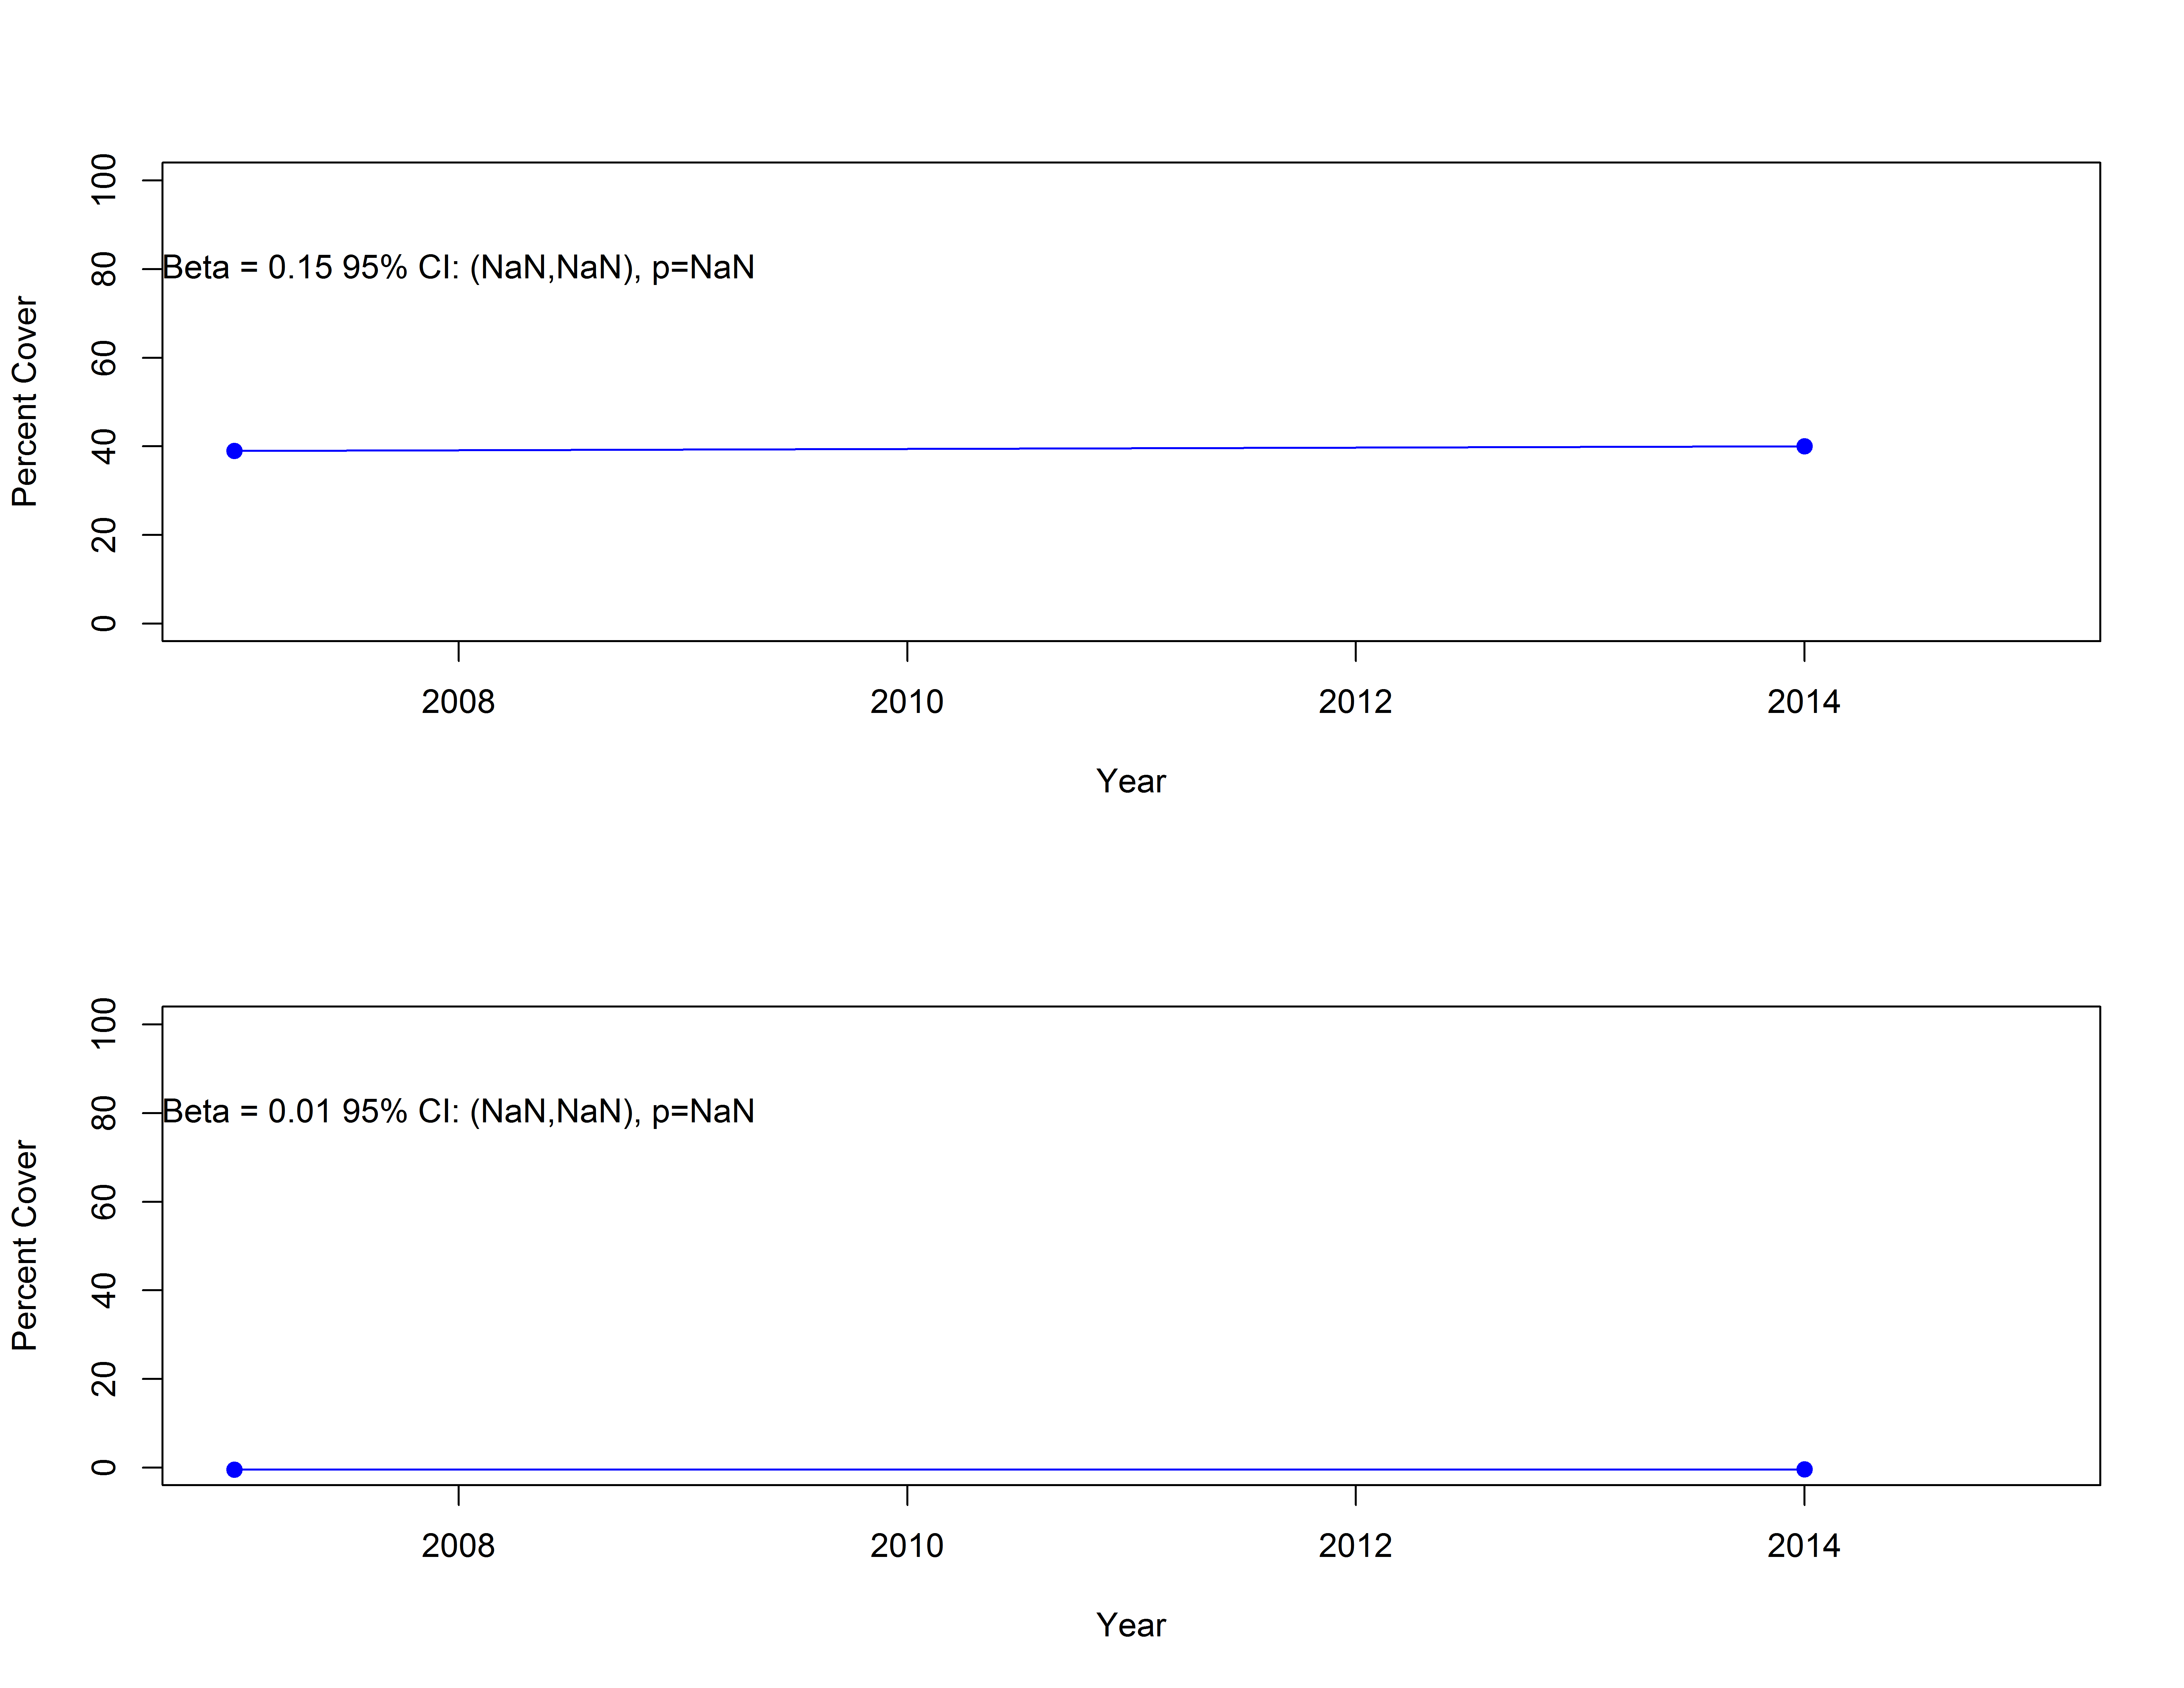 100
80
60
40
20
0
Percent Cover
Beta = 0.15 95% CI: (NaN,NaN), p=NaN
2008 2010 2012 2014
Year
100
80
60
40
20
0
Percent Cover
Beta = 0.01 95% CI: (NaN,NaN), p=NaN
2008 2010 2012 2014
Year